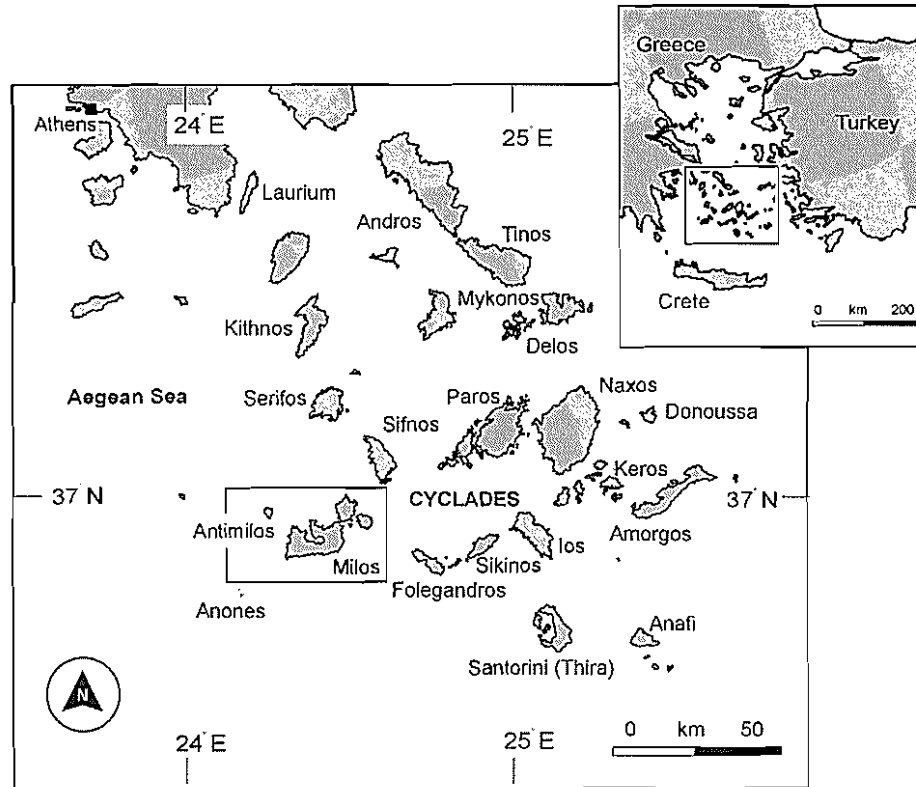 Greece
Turkey
Crete
0 km 200
Athens
24° E
25° E
Laurium
Andros
Tinos
Mykonos
Kithnos
Delos
Aegean Sea
Serifos
Paros
Naxos
Donoussa
Sifnos
Keros
37° N
CYCLADES
37° N
Antimilos
Amorgos
Milos
Sikinos
Ios
Folegandros
Anones
Anafi
Santorini (Thira)
N
24° E
25° E
0 km 50